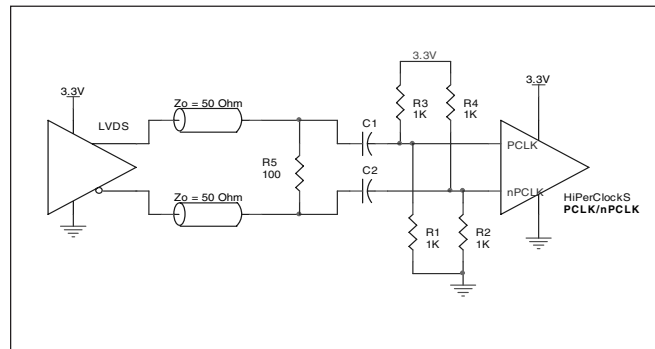 3.3V
3.3V
3.3V
Zo = 50 Ohm
LVDS
C1
R3
1K
R4
1K
PCLK
R5
100
C2
Zo = 50 Ohm
nPCLK
HiPerClockS
PCLK/nPCLK
R1
1K
R2
1K